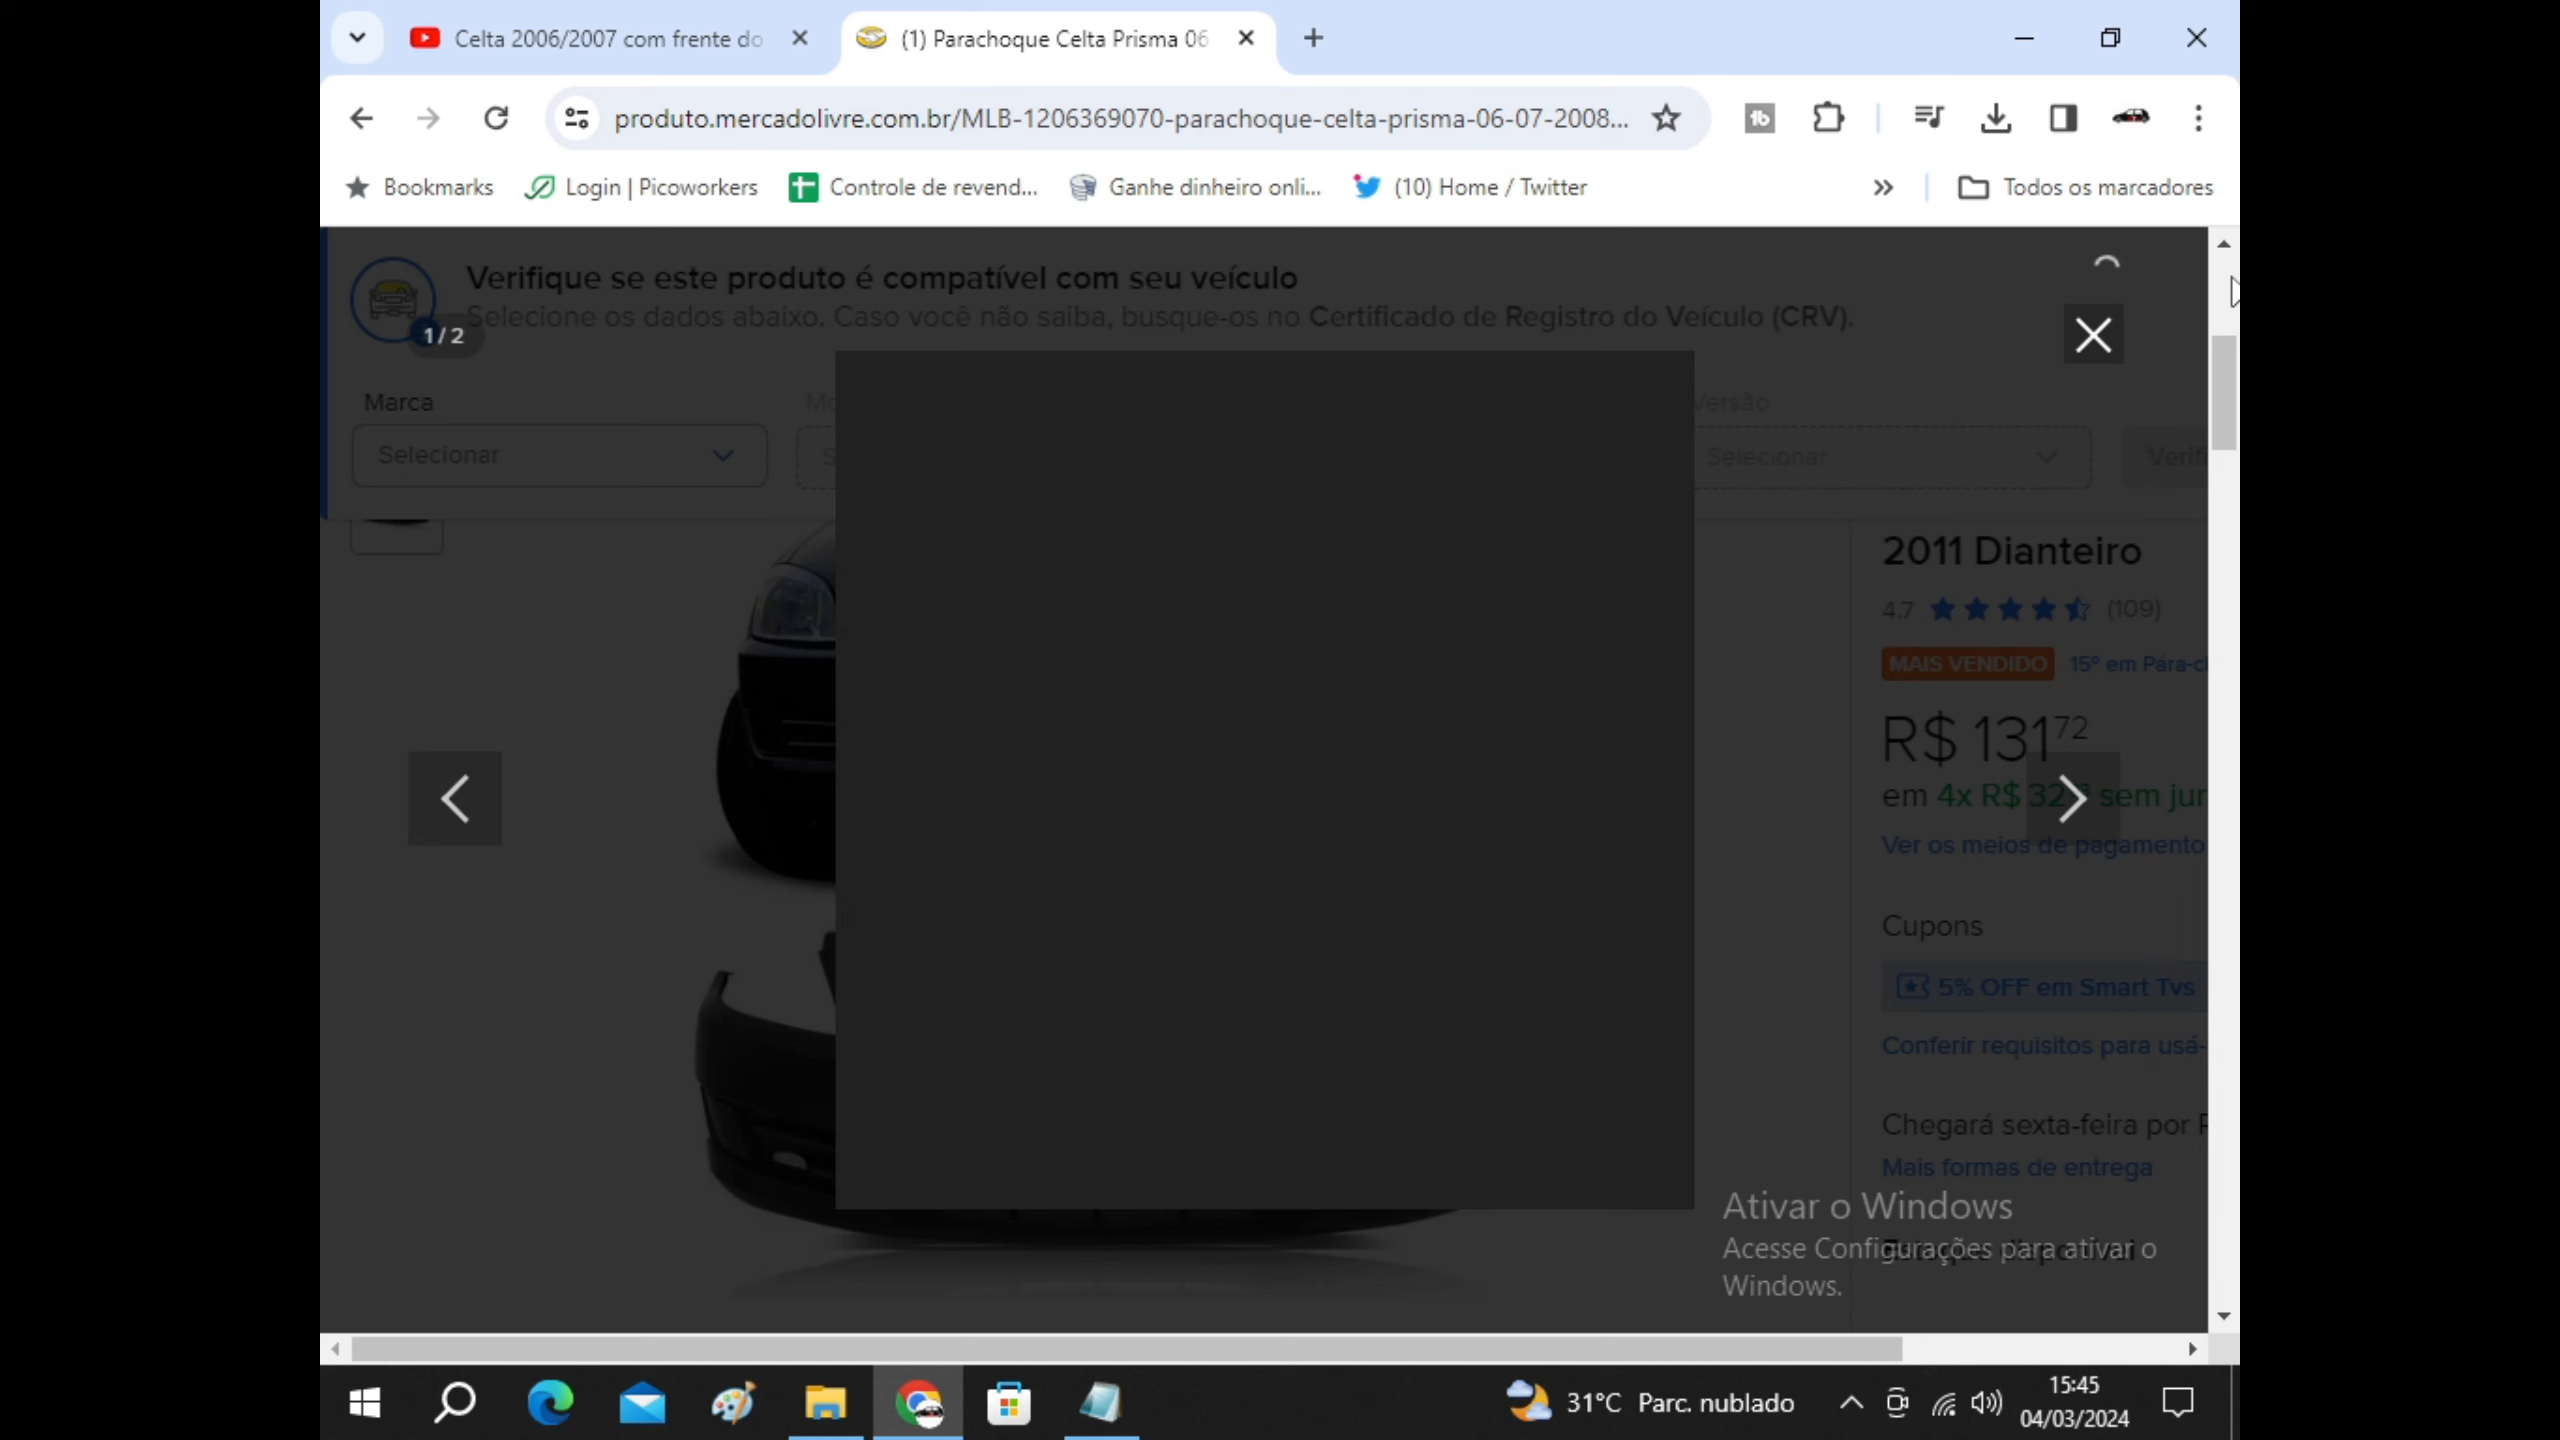 Celta 2006/2007 com frente do
(1) Parachoque Celta Prisma 06
produto.mercadolivre.com.br/MLB-1206369070-parachoque-celta-prisma-06-07-2008...
Bookmarks
Login | Picoworkers
Controle de revend...
Ganhe dinheiro onli...
(10) Home / Twitter
Todos os marcadores
Verifique se este produto é compatível com seu veículo
Selecione os dados abaixo. Caso você não saiba, busque-os no Certificado de Registro do Veículo (CRV).
1 / 2
Marca
Versão
Selecionar
Selecionar
2011 Dianteiro
4.7 (109)
MAIS VENDIDO 15º em Pára-c
R$ 131 72
em 4x R$ 32 sem jur
Ver os meios de pagamento
Cupons
5% OFF em Smart Tvs
Conferir requisitos para usá-
Chegará sexta-feira por
Mais formas de entrega
Ativar o Windows
Acesse Configurações para ativar o
Windows.
31°C Parc. nublado
15:45
04/03/2024